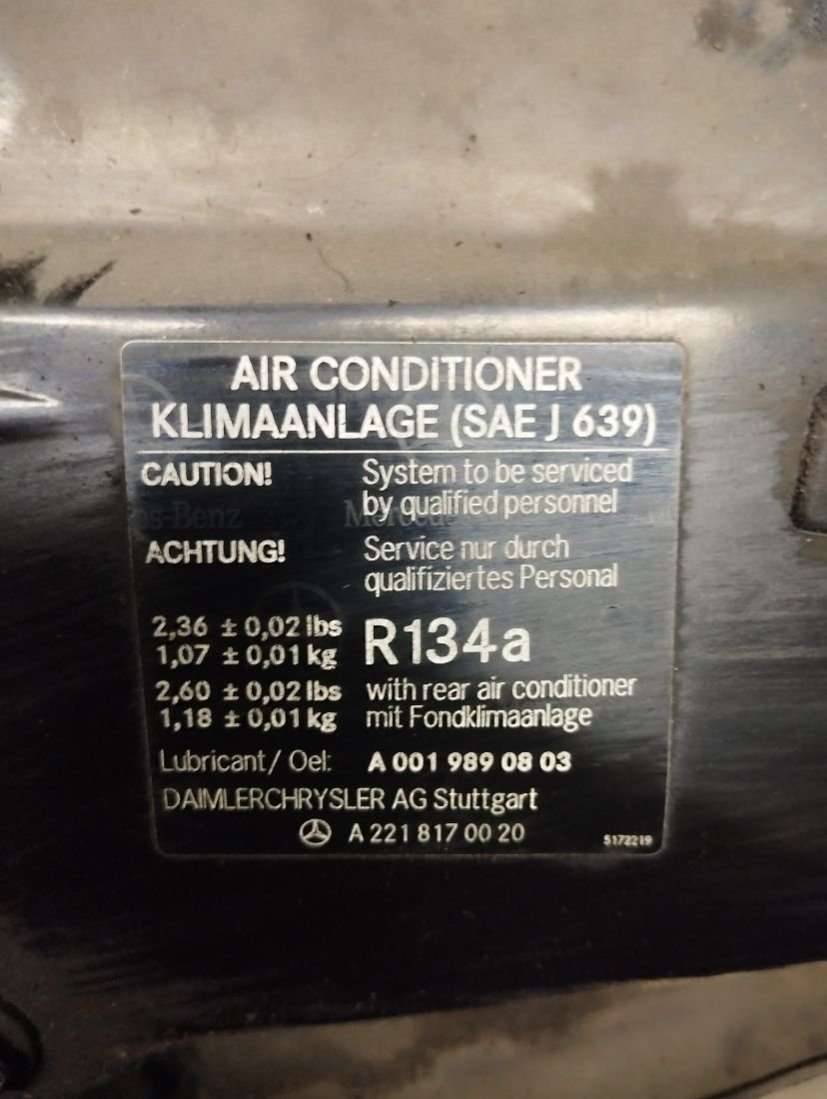 AIR CONDITIONER
KLIMAANLAGE (SAE J 639)
CAUTION! System to be serviced
by qualified personnel
ACHTUNG! Service nur durch
qualifiziertes Personal
2,36 ± 0,02 lbs R134a
1,07 ± 0,01 kg
2,60 ± 0,02 lbs with rear air conditioner
1,18 ± 0,01 kg mit Fondklimaanlage
Lubricant/ Oel: A 001 989 08 03
DAIMLERCHRYSLER AG Stuttgart
A 221 817 00 20 5172219